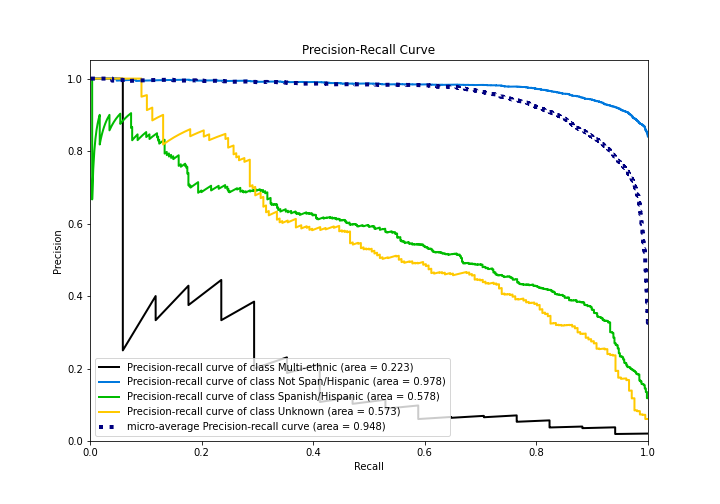 Precision-Recall Curve
1.0
0.8
0.6
0.4
0.2
0.0
Precision
Precision-recall curve of class Multi-ethnic (area = 0.223)
Precision-recall curve of class Not Span/Hispanic (area = 0.978)
Precision-recall curve of class Spanish/Hispanic (area = 0.578)
Precision-recall curve of class Unknown (area = 0.573)
micro-average Precision-recall curve (area = 0.948)
0.0 0.2 0.4 0.6 0.8 1.0
Recall